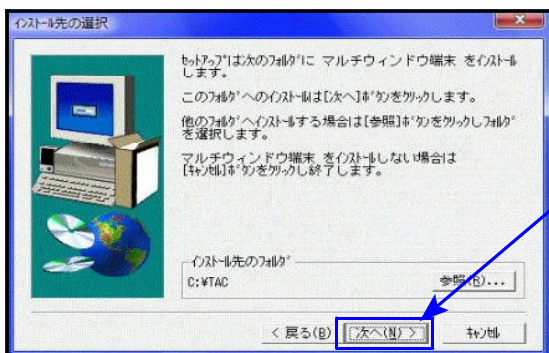 ｲﾝｽﾄｰﾙ先の選択
ｾｯﾄｱｯﾌﾟは次のﾌｫﾙﾀﾞに マルチウィンドウ端末 をｲﾝｽﾄｰﾙ
します。
このﾌｫﾙﾀﾞへのｲﾝｽﾄｰﾙは[次へ]ﾎﾞﾀﾝをｸﾘｯｸします。
他のﾌｫﾙﾀﾞへｲﾝｽﾄｰﾙする場合は[参照]ﾎﾞﾀﾝをｸﾘｯｸしﾌｫﾙﾀﾞ
を選択します。
マルチウィンドウ端末 をｲﾝｽﾄｰﾙしない場合は
[ｷｬﾝｾﾙ]ﾎﾞﾀﾝをｸﾘｯｸし終了します。
ｲﾝｽﾄｰﾙ先のﾌｫﾙﾀﾞ
C:¥TAC
参照(R)...
< 戻る(B)
次へ(N) >
ｷｬﾝｾﾙ